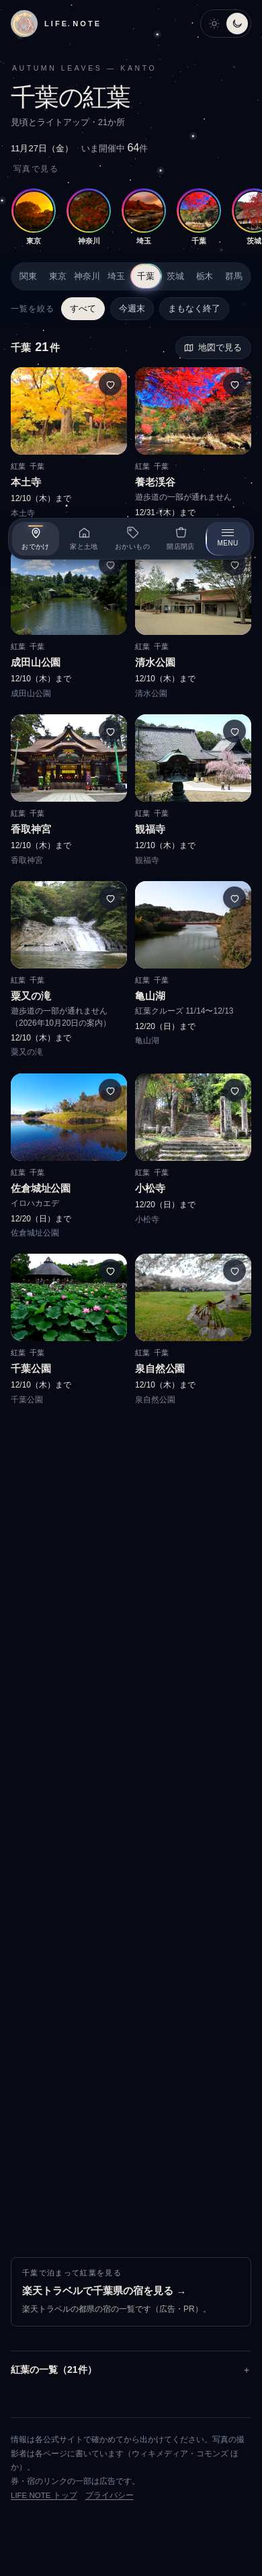 LIFE.NOTE
AUTUMN LEAVES — KANTO
千葉の紅葉
見頃とライトアップ・21か所
11月27日（金） · いま開催中 64件
写真で見る
東京
神奈川
埼玉
千葉
茨城
関東 東京 神奈川 埼玉 千葉 茨城 栃木 群馬
一覧を絞る すべて 今週末 まもなく終了
千葉 21件
地図で見る
紅葉 千葉
本土寺
12/10（木）まで
本土寺
紅葉 千葉
養老渓谷
遊歩道の一部が通れません
12/31（木）まで
おでかけ
家と土地
おかいもの
開店閉店
MENU
紅葉 千葉
成田山公園
12/10（木）まで
成田山公園
紅葉 千葉
清水公園
12/10（木）まで
清水公園
紅葉 千葉
香取神宮
12/10（木）まで
香取神宮
紅葉 千葉
観福寺
12/10（木）まで
観福寺
紅葉 千葉
粟又の滝
遊歩道の一部が通れません
（2026年10月20日の案内）
12/10（木）まで
粟又の滝
紅葉 千葉
亀山湖
紅葉クルーズ 11/14〜12/13
12/20（日）まで
亀山湖
紅葉 千葉
佐倉城址公園
イロハカエデ
12/20（日）まで
佐倉城址公園
紅葉 千葉
小松寺
12/20（日）まで
小松寺
紅葉 千葉
千葉公園
12/10（木）まで
千葉公園
紅葉 千葉
泉自然公園
12/10（木）まで
泉自然公園
千葉で泊まって紅葉を見る
楽天トラベルで千葉県の宿を見る →
楽天トラベルの都県の宿の一覧です（広告・PR）。
紅葉の一覧（21件） +
情報は各公式サイトで確かめてから出かけてください。写真の撮
影者は各ページに書いています（ウィキメディア・コモンズ ほ
か）。
券・宿のリンクの一部は広告です。
LIFE NOTE トップ プライバシー